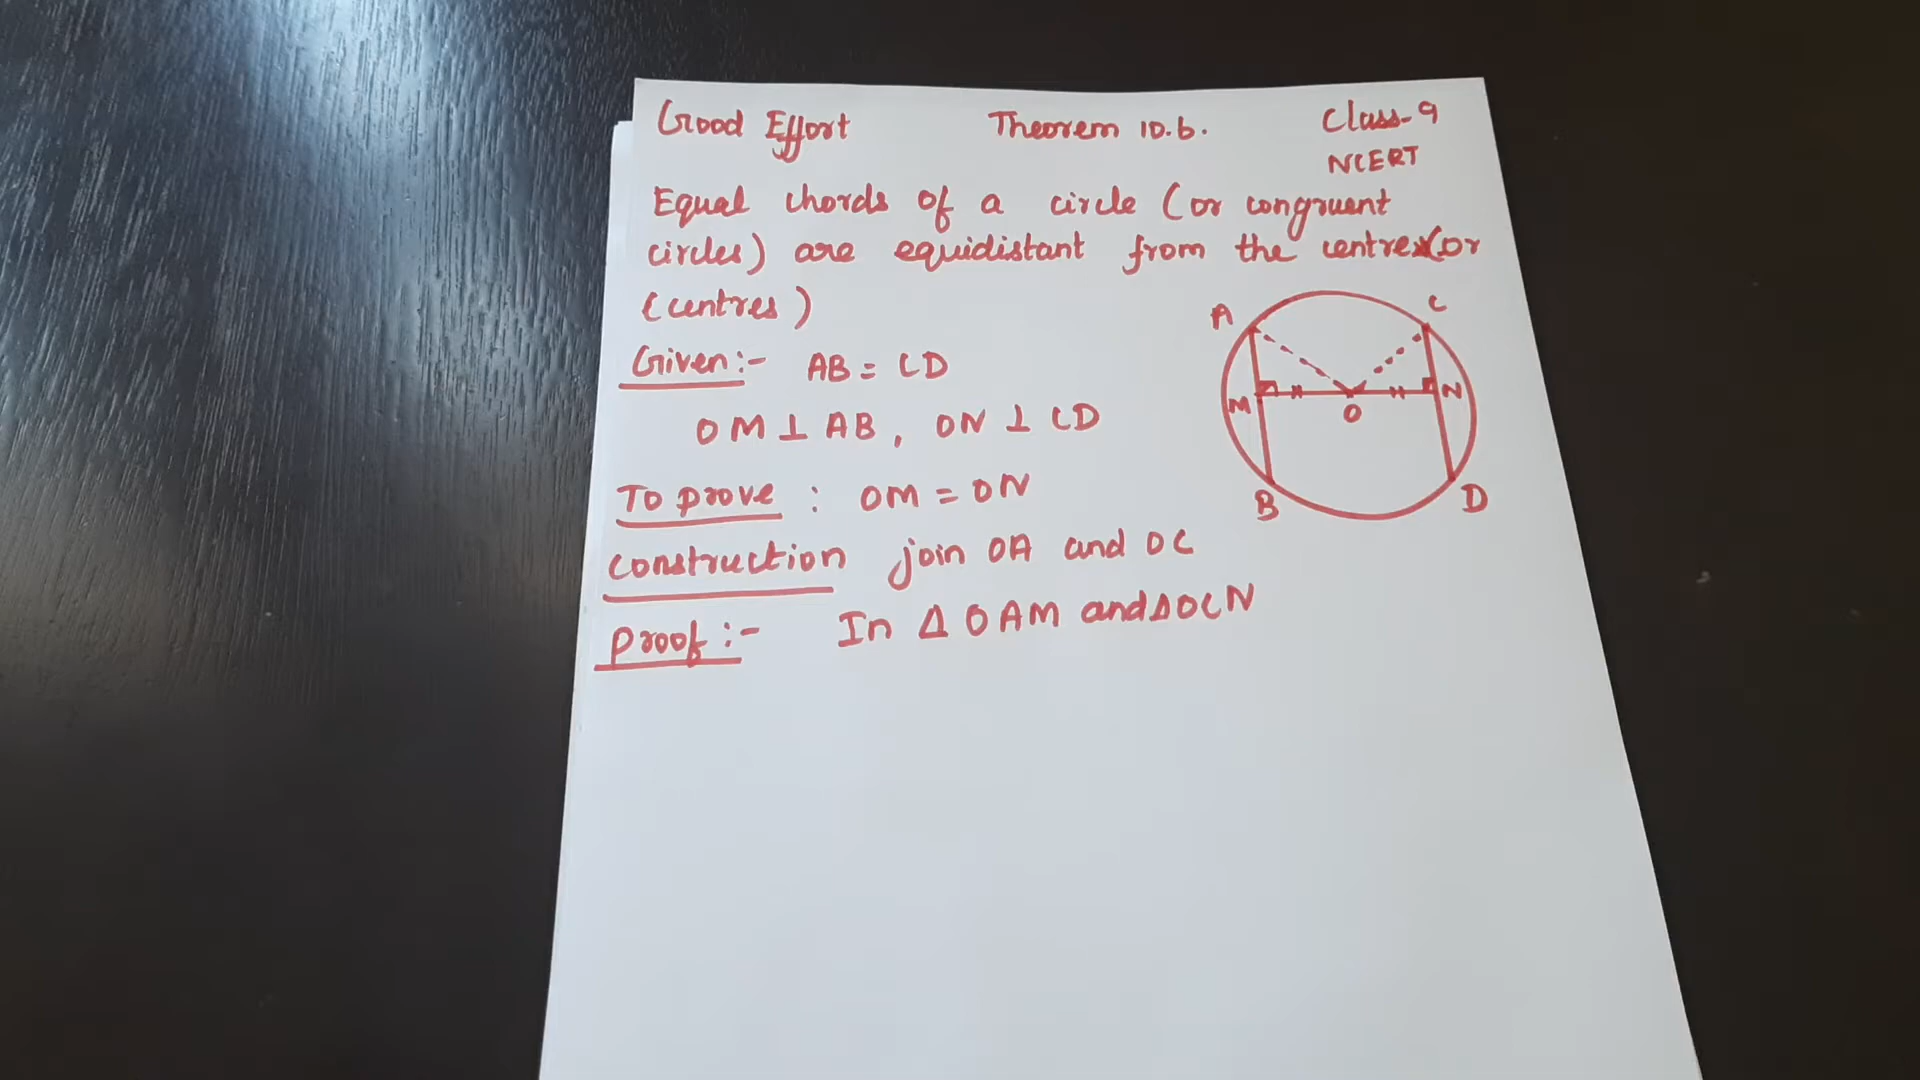 Good Effort Theorem 10.6. Class-9
NCERT
Equal chords of a circle (or congruent
circles) are equidistant from the centre (or
(centres)
Given:- AB = CD
OM ⊥ AB, ON ⊥ CD
To prove : OM = ON
construction join OA and OC
proof:- In Δ OAM and Δ OCN
A C
M O N
B D